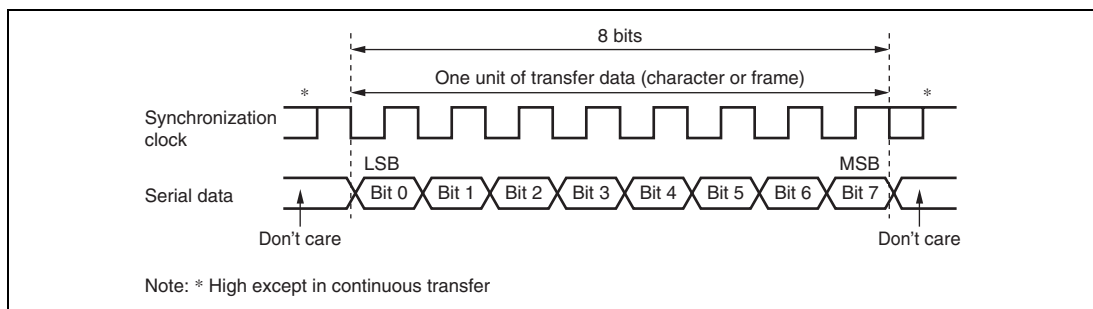 8 bits
One unit of transfer data (character or frame)
* *
Synchronization
clock
LSB MSB
Serial data Bit 0 Bit 1 Bit 2 Bit 3 Bit 4 Bit 5 Bit 6 Bit 7
Don't care Don't care
Note: * High except in continuous transfer